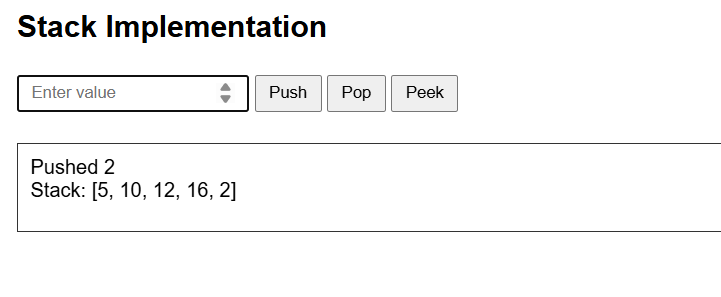 Stack Implementation
Enter value Push Pop Peek
Pushed 2
Stack: [5, 10, 12, 16, 2]